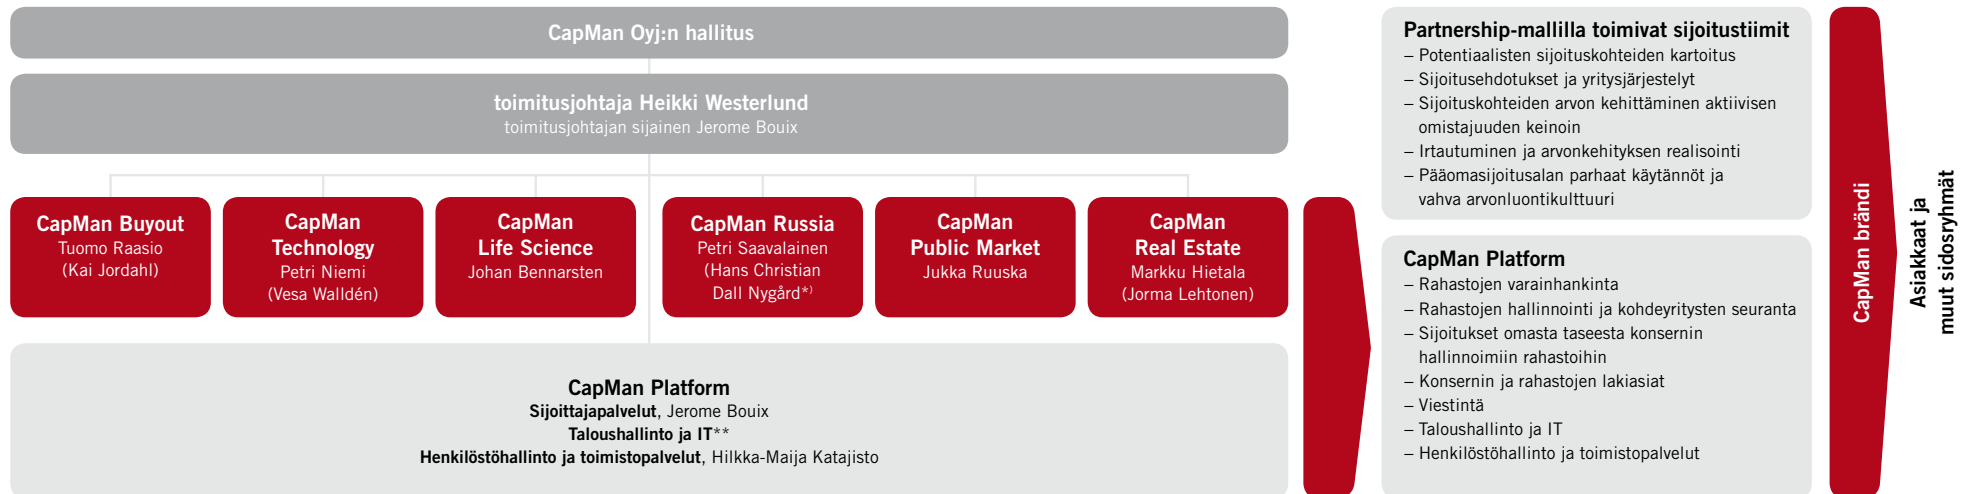 CapMan Oyj:n hallitus
toimitusjohtaja Heikki Westerlund
toimitusjohtajan sijainen Jerome Bouix
CapMan Buyout
Tuomo Raasio
(Kai Jordahl)
CapMan
Technology
Petri Niemi
(Vesa Walldén)
CapMan
Life Science
Johan Bennarsten
CapMan Russia
Petri Saavalainen
(Hans Christian
Dall Nygård*)
CapMan
Public Market
Jukka Ruuska
CapMan
Real Estate
Markku Hietala
(Jorma Lehtonen)
CapMan Platform
Sijoittajapalvelut, Jerome Bouix
Taloushallinto ja IT**
Henkilöstöhallinto ja toimistopalvelut, Hilkka-Maija Katajisto
Partnership-mallilla toimivat sijoitustiimit
– Potentiaalisten sijoituskohteiden kartoitus
– Sijoitusehdotukset ja yritysjärjestelyt
– Sijoituskohteiden arvon kehittäminen aktiivisen
omistajuuden keinoin
– Irtautuminen ja arvonkehityksen realisointi
– Pääomasijoitusalan parhaat käytännöt ja
vahva arvonluontikulttuuri
CapMan Platform
– Rahastojen varainhankinta
– Rahastojen hallinnointi ja kohdeyritysten seuranta
– Sijoitukset omasta taseesta konsernin
hallinnoimiin rahastoihin
– Konsernin ja rahastojen lakiasiat
– Viestintä
– Taloushallinto ja IT
– Henkilöstöhallinto ja toimistopalvelut
CapMan brändi
Asiakkaat ja
muut sidosryhmät